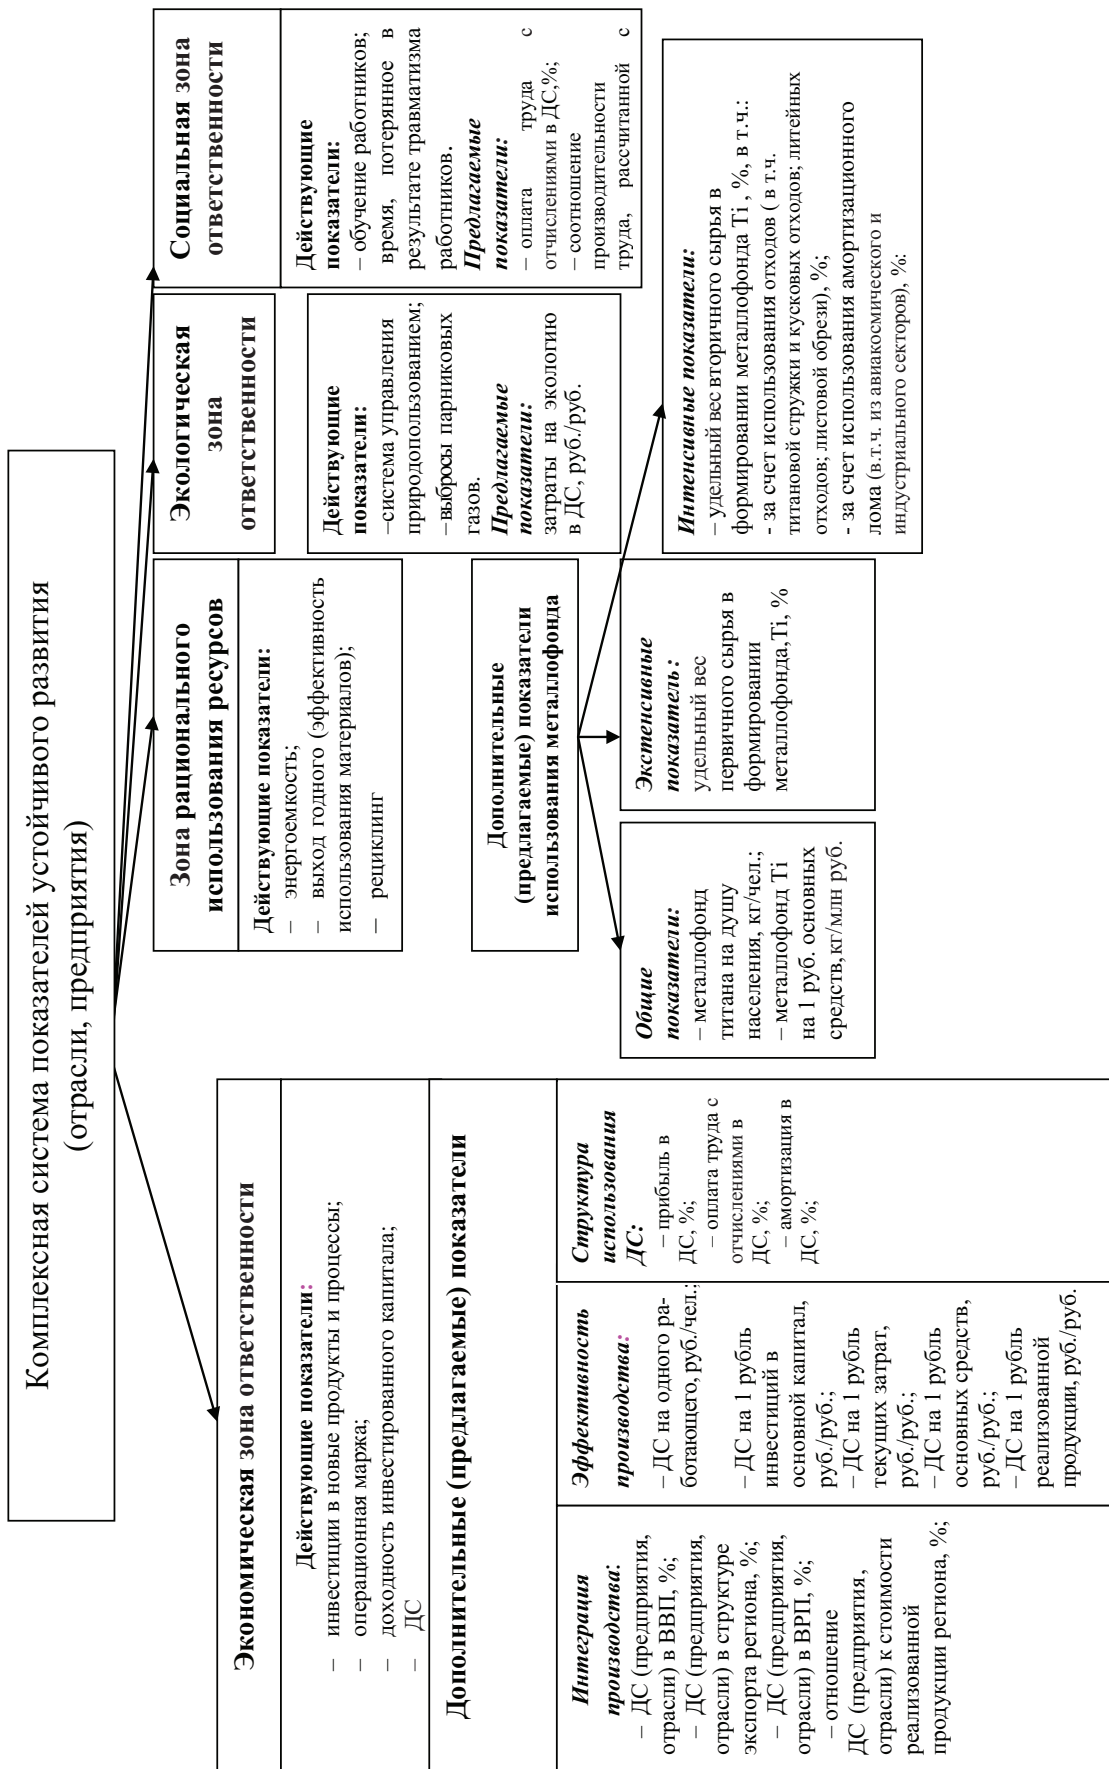 Комплексная система показателей устойчивого развития
(отрасли, предприятия)
Экономическая зона ответственности
Действующие показатели:
– инвестиции в новые продукты и процессы;
– операционная маржа;
– доходность инвестированного капитала;
– ДС
Дополнительные (предлагаемые) показатели
Интеграция
производства:
– ДС (предприятия,
отрасли) в ВВП, %;
– ДС (предприятия,
отрасли) в структуре
экспорта региона, %;
– ДС (предприятия,
отрасли) в ВРП, %;
– отношение
ДС (предприятия,
отрасли) к стоимости
реализованной
продукции региона, %;
Эффективность
производства:
– ДС на одного ра-
ботающего, руб./чел.;
– ДС на 1 рубль
инвестиций в
основной капитал,
руб./руб.;
– ДС на 1 рубль
текущих затрат,
руб./руб.;
– ДС на 1 рубль
основных средств,
руб./руб.;
– ДС на 1 рубль
реализованной
продукции, руб./руб.
Структура
использования
ДС:
– прибыль в
ДС, %;
– оплата труда с
отчислениями в
ДС, %;
– амортизация в
ДС, %;
Зона рационального
использования ресурсов
Действующие показатели:
– энергоемкость;
– выход годного (эффективность
использования материалов);
– рециклинг
Дополнительные
(предлагаемые) показатели
использования металлофонда
Общие
показатели:
– металлофонд
титана на душу
населения, кг/чел.;
– металлофонд Ti
на 1 руб. основных
средств,кг/млн руб.
Экстенсивные
показатель:
удельный вес
первичного сырья в
формировании
металлофонда,Ti, %
Интенсивные показатели:
– удельный вес вторичного сырья в
формировании металлофонда Ti , %, в т.ч.:
- за счет использования отходов ( в т.ч.
титановой стружки и кусковых отходов; литейных
отходов; листовой обрези), %;
- за счет использования амортизационного
лома (в.т.ч. из авиакосмического и
индустриального секторов), %:
Экологическая
зона
ответственности
Действующие
показатели:
–система управления
природопользованием;
–выбросы парниковых
газов.
Предлагаемые
показатели:
затраты на экологию
в ДС, руб./руб.
Социальная зона
ответственности
Действующие
показатели:
– обучение работников;
время, потерянное в
результате травматизма
работников.
Предлагаемые
показатели:
– оплата труда с
отчислениями в ДС,%;
– соотношение
производительности
труда, рассчитанной с